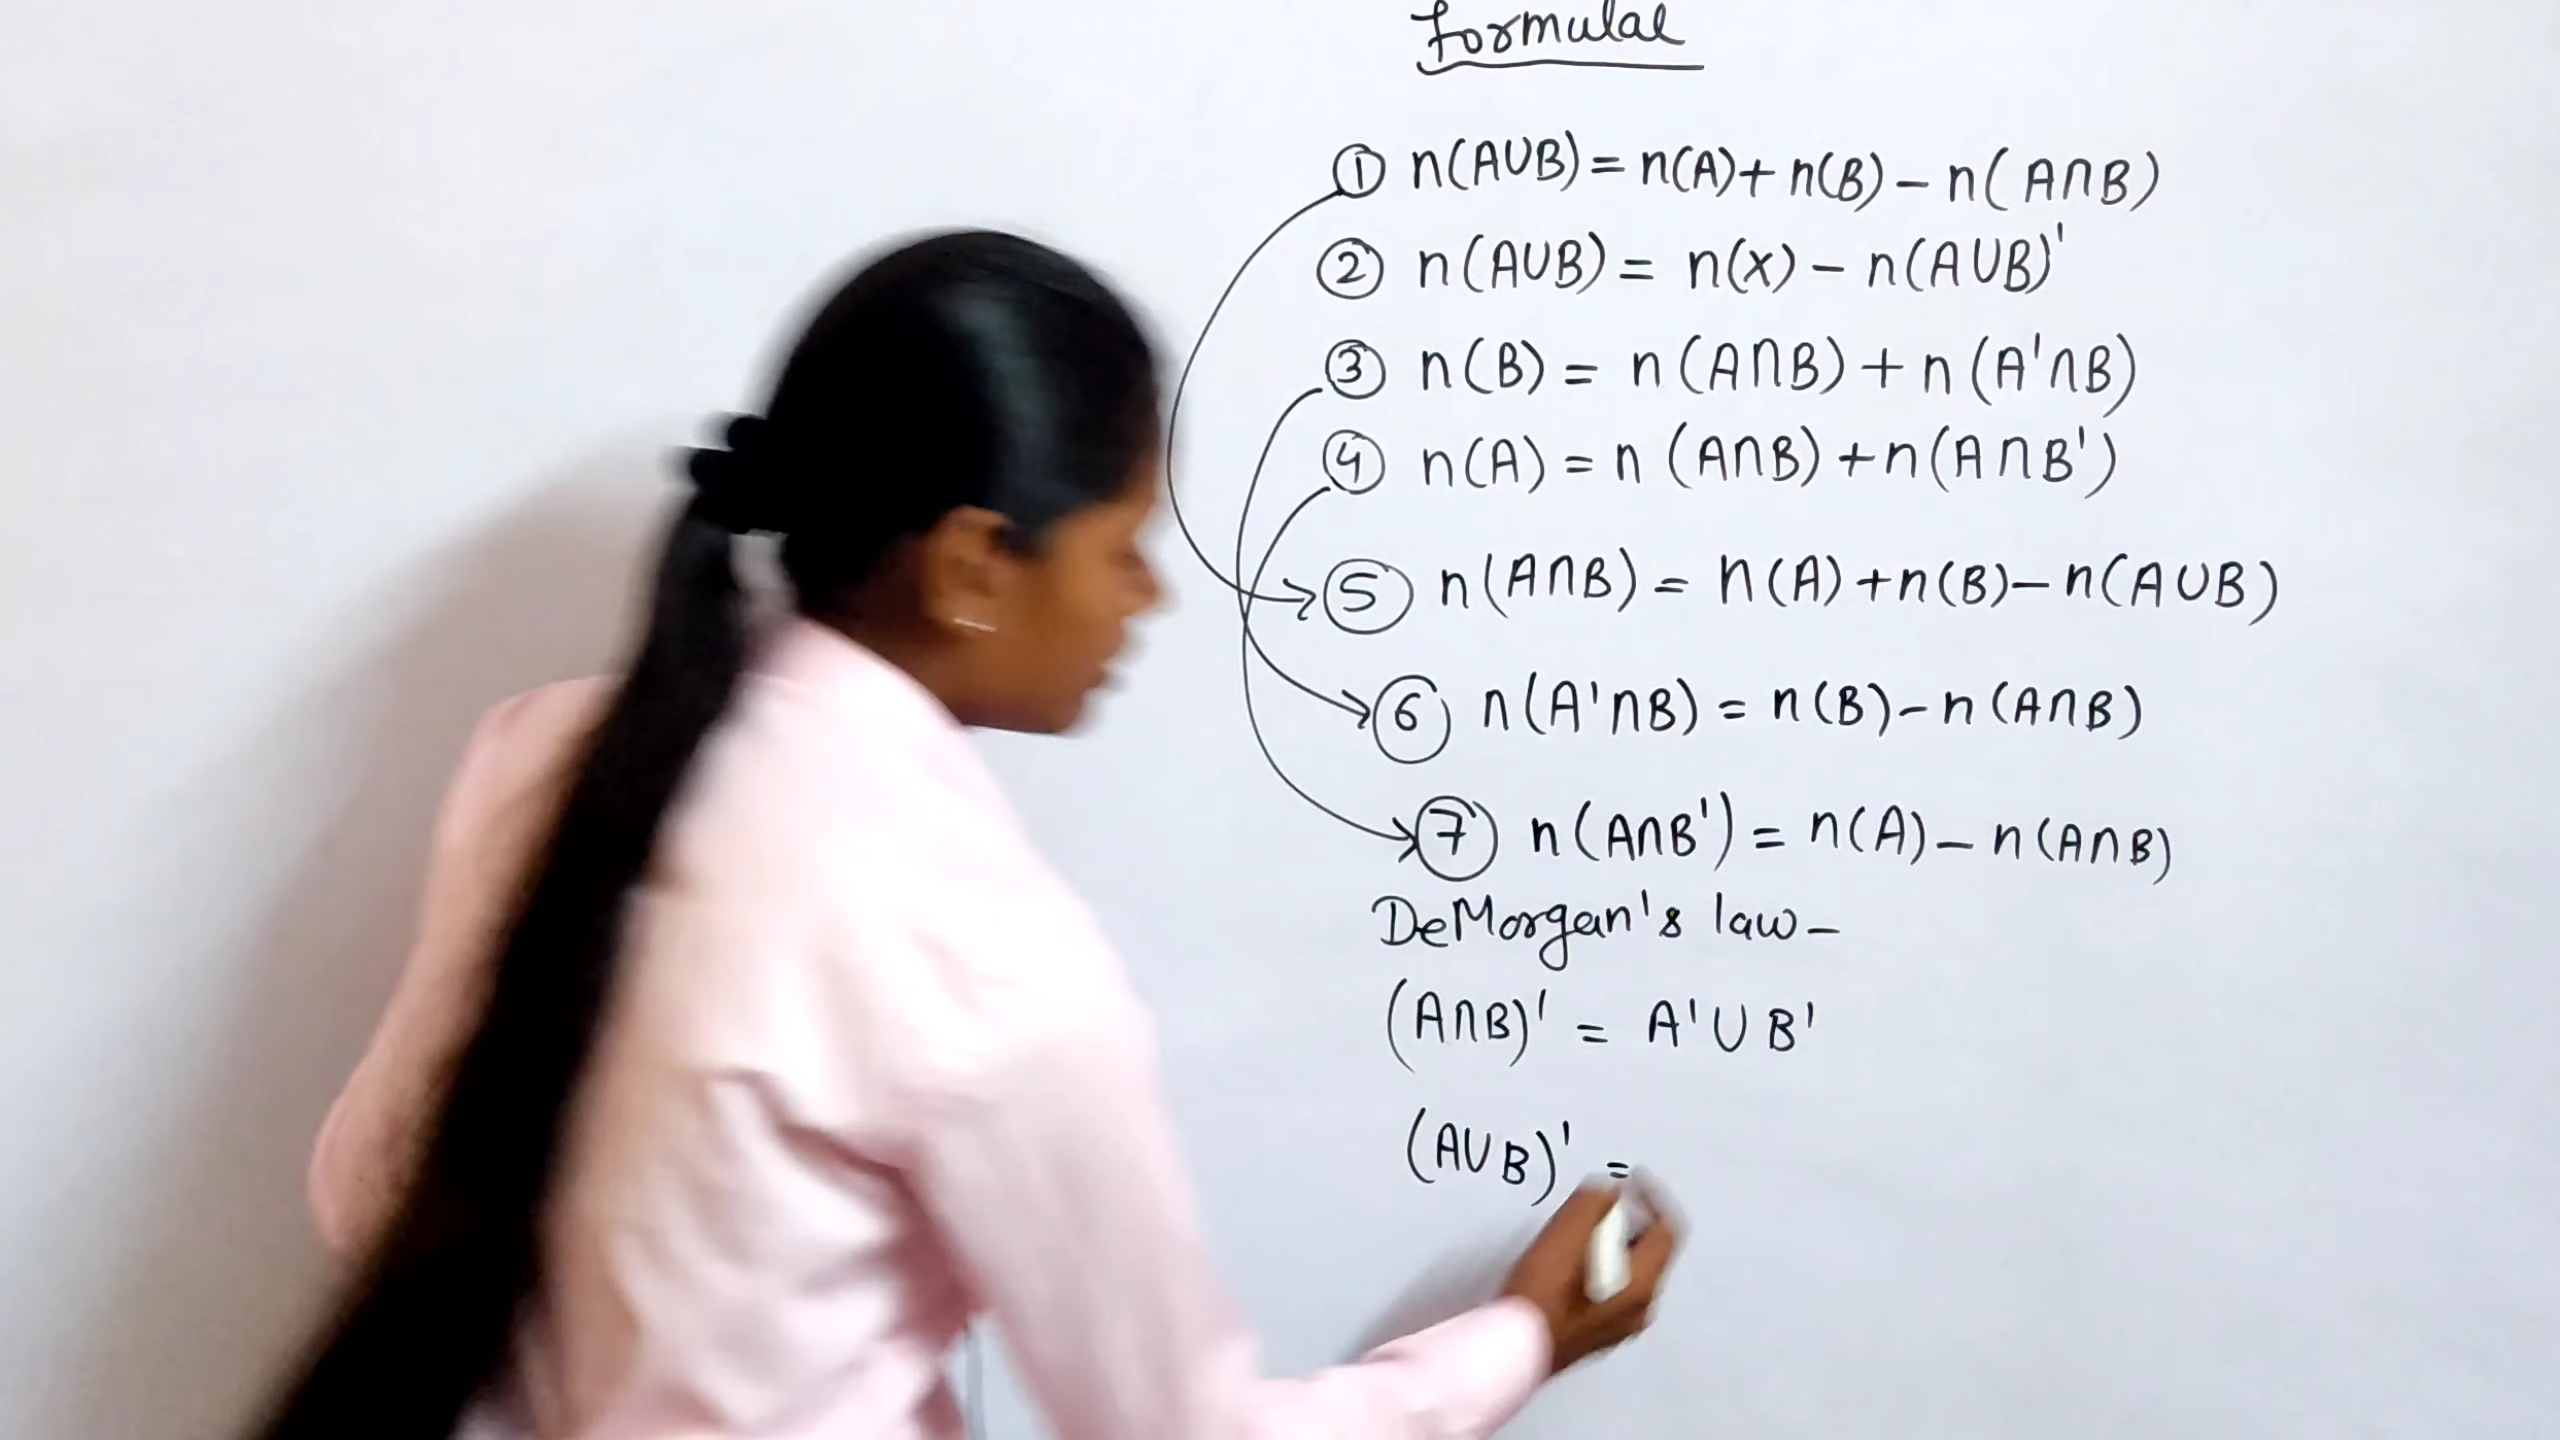 Formulae
① n(A∪B) = n(A) + n(B) - n(A∩B)
② n(A∪B) = n(X) - n(A∪B)'
③ n(B) = n(A∩B) + n(A'∩B)
④ n(A) = n(A∩B) + n(A∩B')
⑤ n(A∩B) = n(A) + n(B) - n(A∪B)
⑥ n(A'∩B) = n(B) - n(A∩B)
⑦ n(A∩B') = n(A) - n(A∩B)
DeMorgan's law-
(A∩B)' = A'∪B'
(A∪B)' =